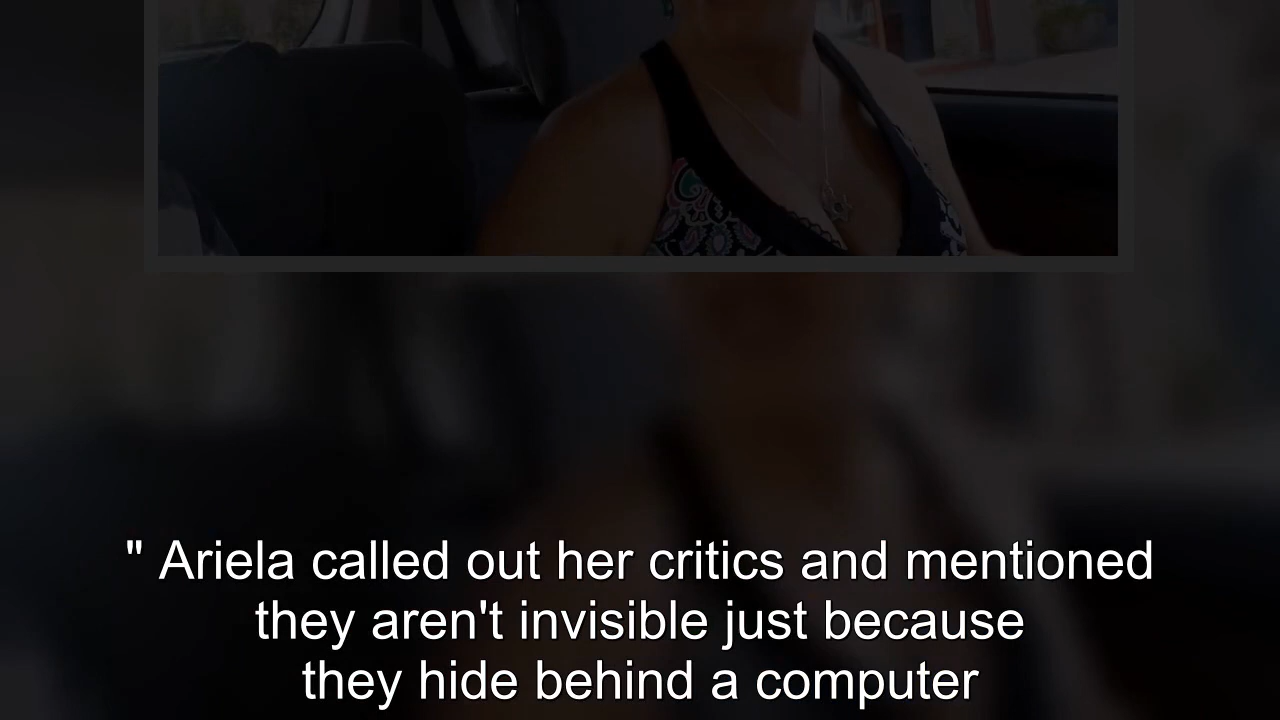 " Ariela called out her critics and mentioned
they aren't invisible just because
they hide behind a computer